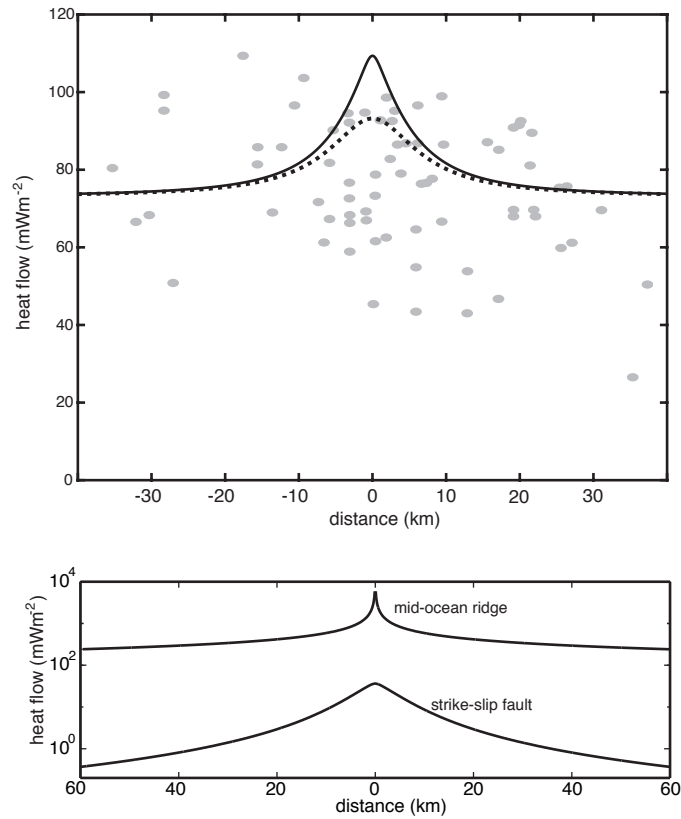 120
100
80
60
40
20
0
heat flow (mWm-2)
-30 -20 -10 0 10 20 30
distance (km)
10^4
10^2
10^0
heat flow (mWm-2)
mid-ocean ridge
strike-slip fault
60 40 20 0 20 40 60
distance (km)